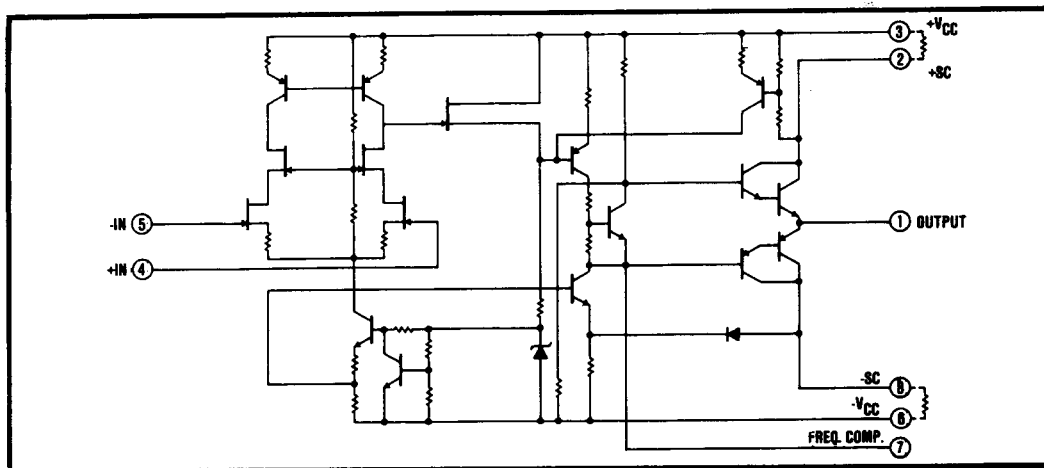 3 +VCC
2 +SC
-IN 5
1 OUTPUT
+IN 4
-SC 8
-VCC 6
FREQ. COMP. 7